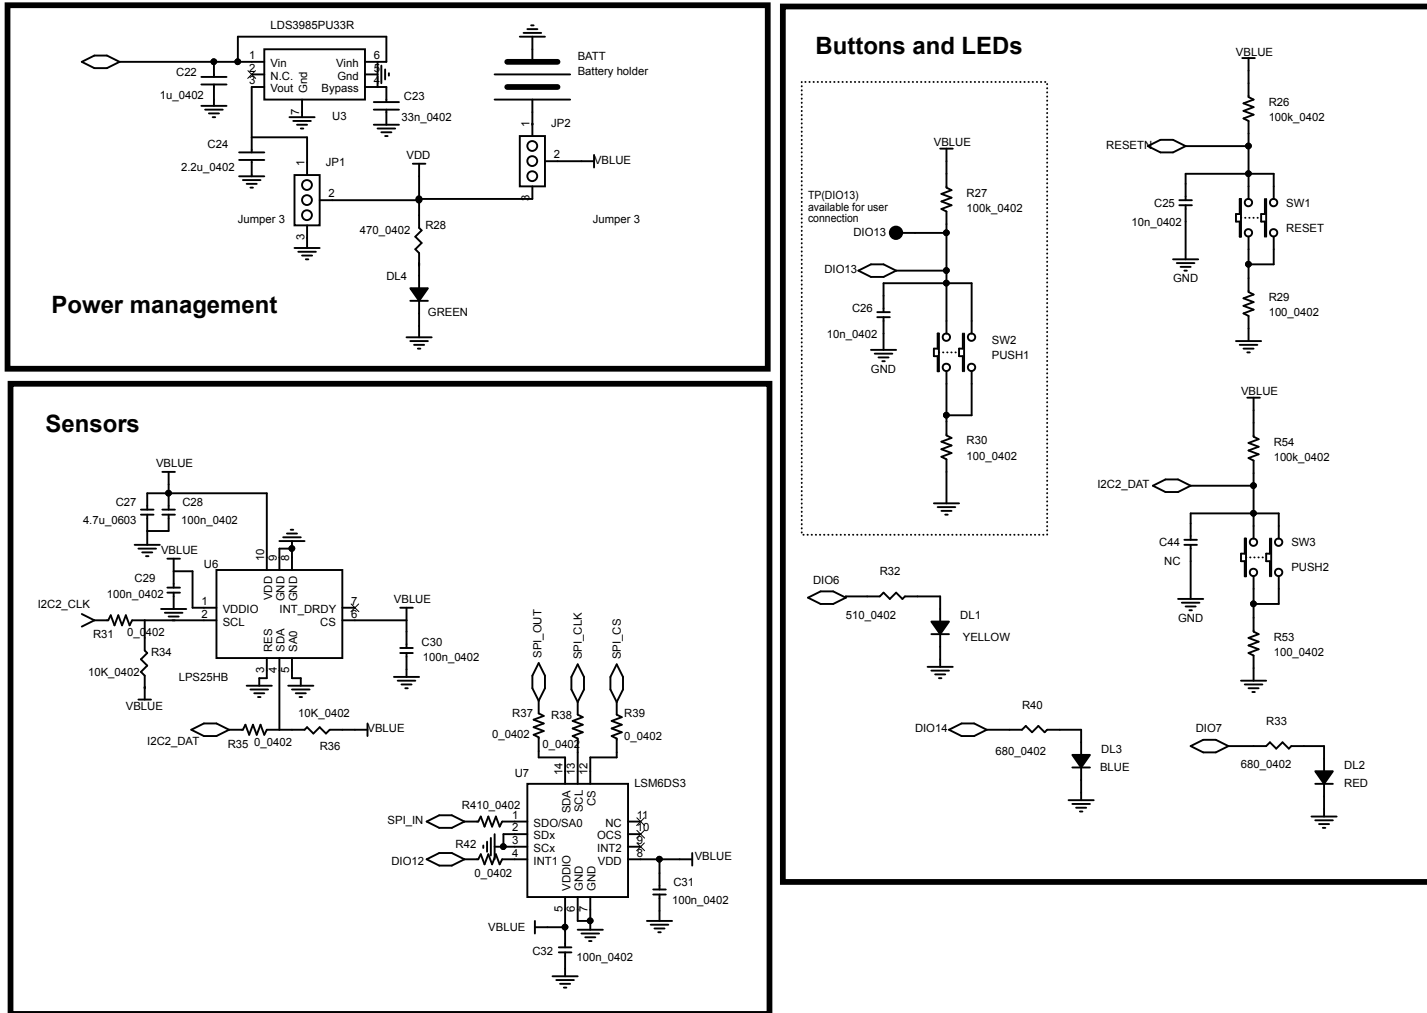 LDS3985PU33R
1
2
3
Vin
N.C.
Vout
Gnd
Vinh
Gnd
Bypass
6
5
4
7
U3
C22
1u_0402
C23
33n_0402
C24
2.2u_0402
1
JP1
2
3
Jumper 3
VDD
R28
470_0402
DL4
GREEN
BATT
Battery holder
1
JP2
2
VBLUE
3
Jumper 3
Power management
Buttons and LEDs
TP(DIO13)
available for user
connection
DIO13
VBLUE
R27
100k_0402
DIO13
C26
10n_0402
GND
SW2
PUSH1
R30
100_0402
VBLUE
R26
100k_0402
RESETN
C25
10n_0402
GND
SW1
RESET
R29
100_0402
VBLUE
R54
100k_0402
I2C2_DAT
C44
NC
GND
SW3
PUSH2
R53
100_0402
DIO6
R32
510_0402
DL1
YELLOW
DIO14
R40
680_0402
DL3
BLUE
DIO7
R33
680_0402
DL2
RED
Sensors
VBLUE
C27
4.7u_0603
C28
100n_0402
VBLUE
U6
C29
100n_0402
10
9
8
VDD
GND
GND
I2C2_CLK
R31
0_0402
1
2
VDDIO
SCL
INT_DRDY
CS
7
6
RES
SDA
SA0
3
4
5
R34
10K_0402
VBLUE
LPS25HB
VBLUE
C30
100n_0402
I2C2_DAT
R35
0_0402
10K_0402
R36
VBLUE
SPI_OUT
SPI_CLK
SPI_CS
R37
0_0402
R38
0_0402
R39
0_0402
U7
LSM6DS3
14
13
12
SDA
SCL
CS
SPI_IN
R410_0402
1
2
3
4
SDO/SA0
SDx
SCx
INT1
NC
OCS
INT2
VDD
11
10
9
8
R42
DIO12
0_0402
VDDIO
GND
GND
5
6
7
VBLUE
C31
100n_0402
VBLUE
C32
100n_0402